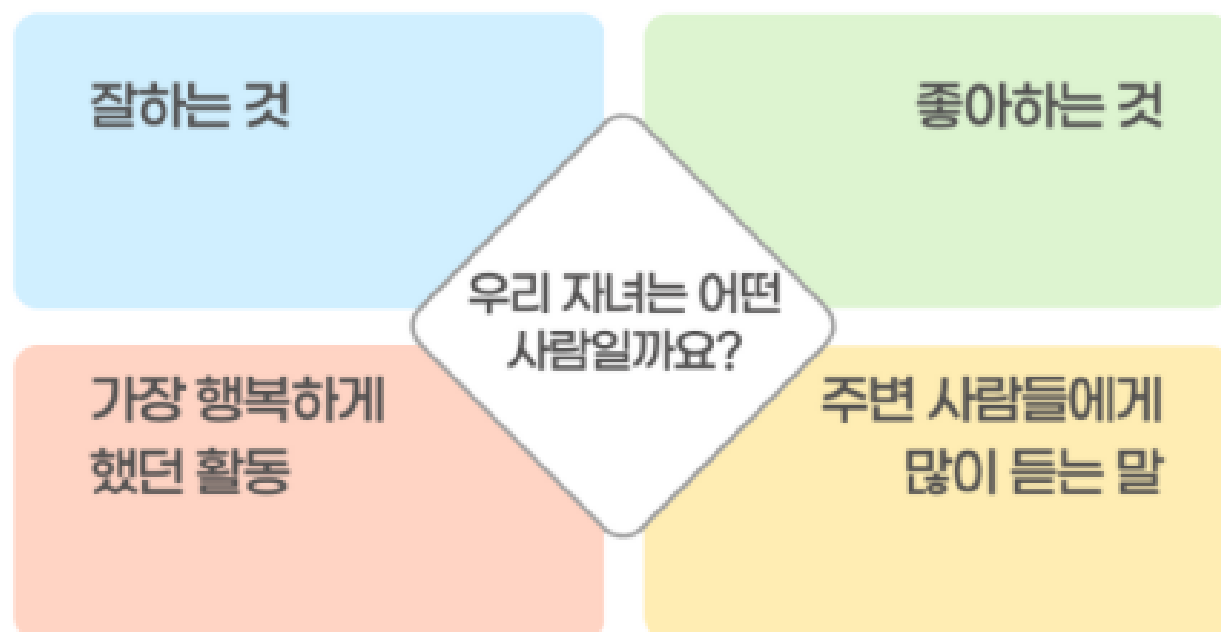 잘하는 것
좋아하는 것
우리 자녀는 어떤
사람일까요?
가장 행복하게
했던 활동
주변 사람들에게
많이 듣는 말